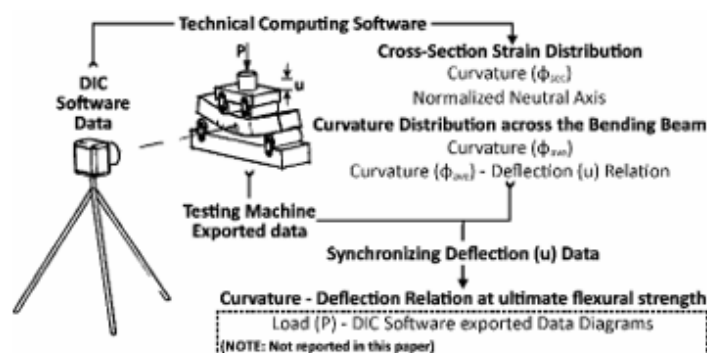 Technical Computing Software
P
u
DIC
Software
Data
Cross-Section Strain Distribution
Curvature (ϕsec)
Normalized Neutral Axis
Curvature Distribution across the Bending Beam
Curvature (ϕave)
Curvature (ϕave) - Deflection (u) Relation
Testing Machine
Exported data
Synchronizing Deflection (u) Data
Curvature - Deflection Relation at ultimate flexural strength
Load (P) - DIC Software exported Data Diagrams
(NOTE: Not reported in this paper)